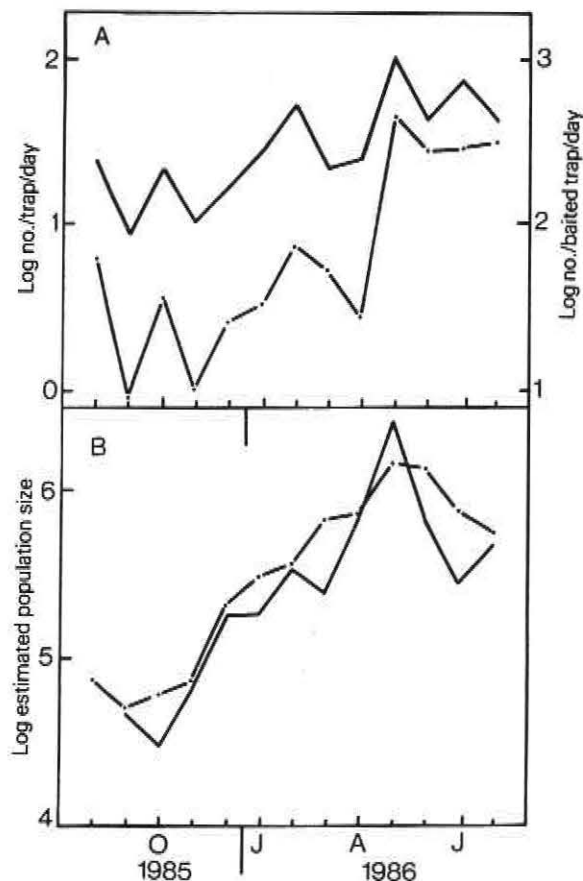 A
2
1
0
Log no./trap/day
3
2
1
Log no./baited trap/day
B
6
5
4
Log estimated population size
O J A J
1985 1986